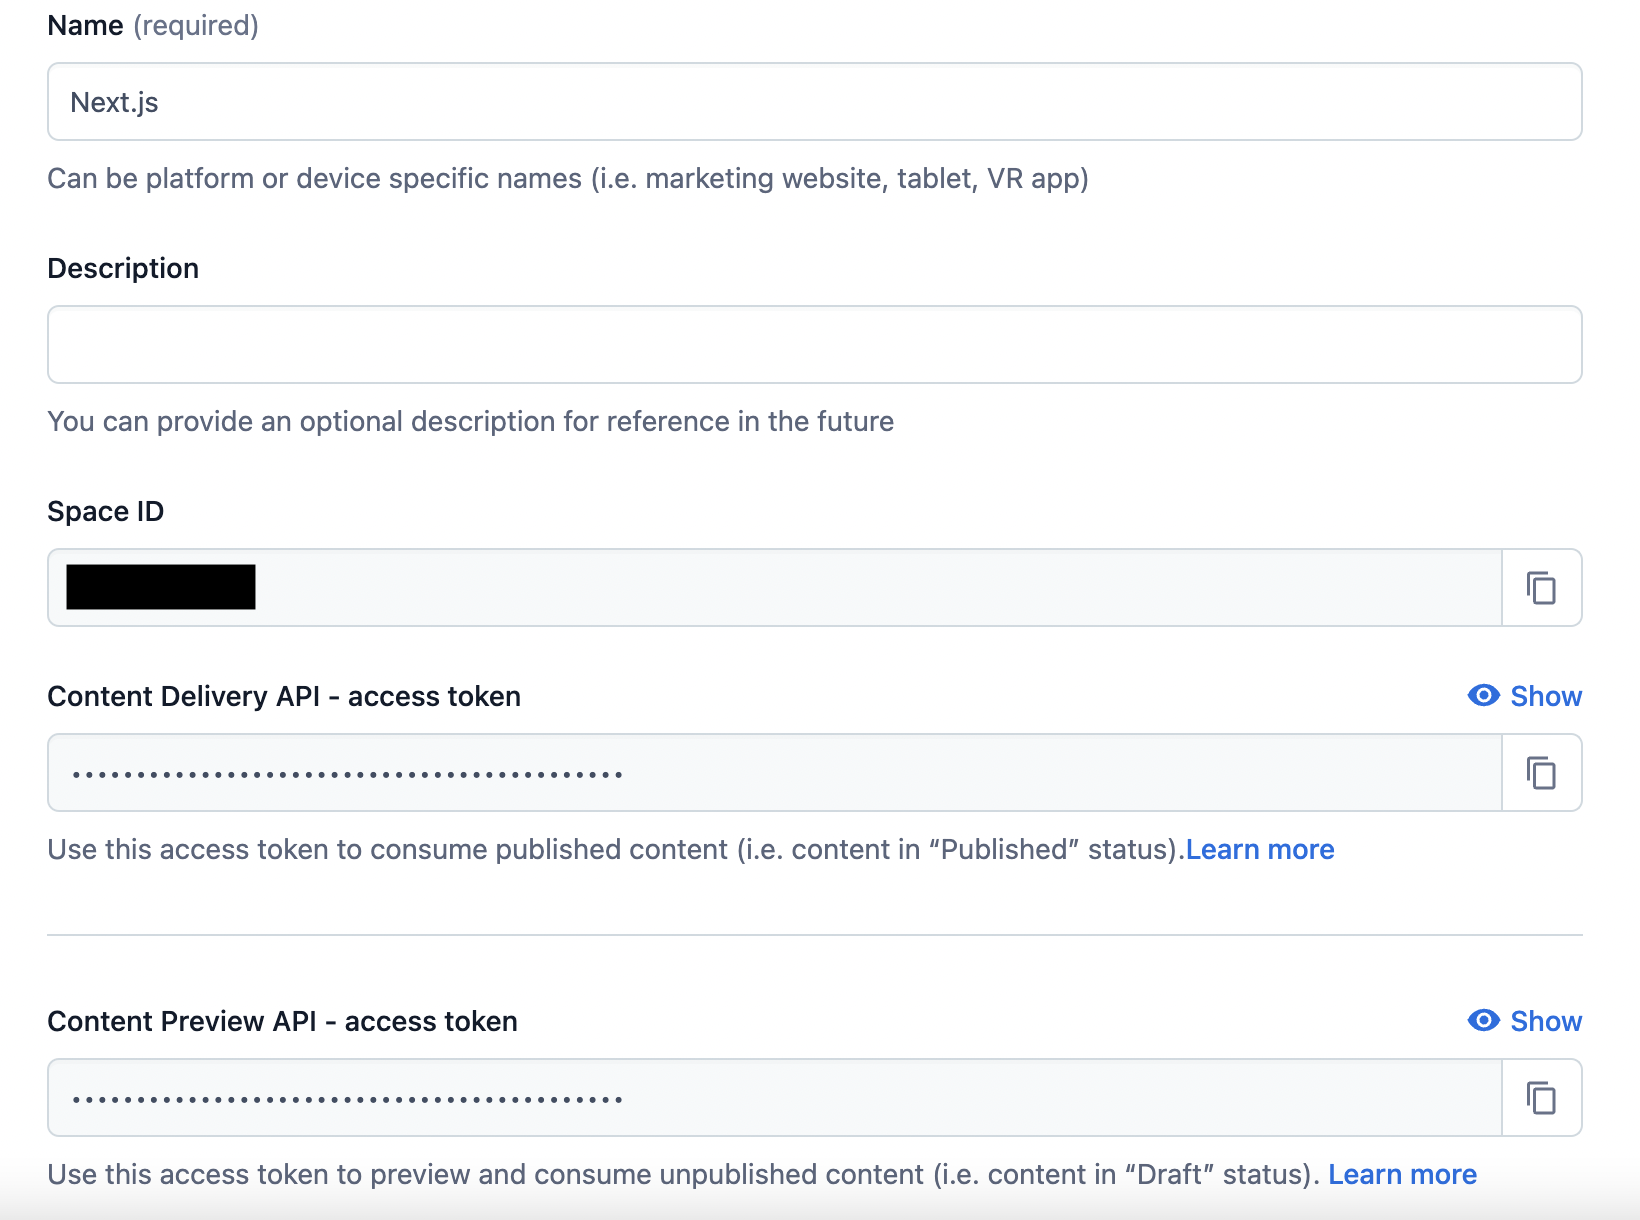 Name (required)
Next.js
Can be platform or device specific names (i.e. marketing website, tablet, VR app)
Description
You can provide an optional description for reference in the future
Space ID
Content Delivery API - access token
Show
•••••••••••••••••••••••••••••••••••••••••••
Use this access token to consume published content (i.e. content in “Published” status).Learn more
Content Preview API - access token
Show
•••••••••••••••••••••••••••••••••••••••••••
Use this access token to preview and consume unpublished content (i.e. content in “Draft” status). Learn more